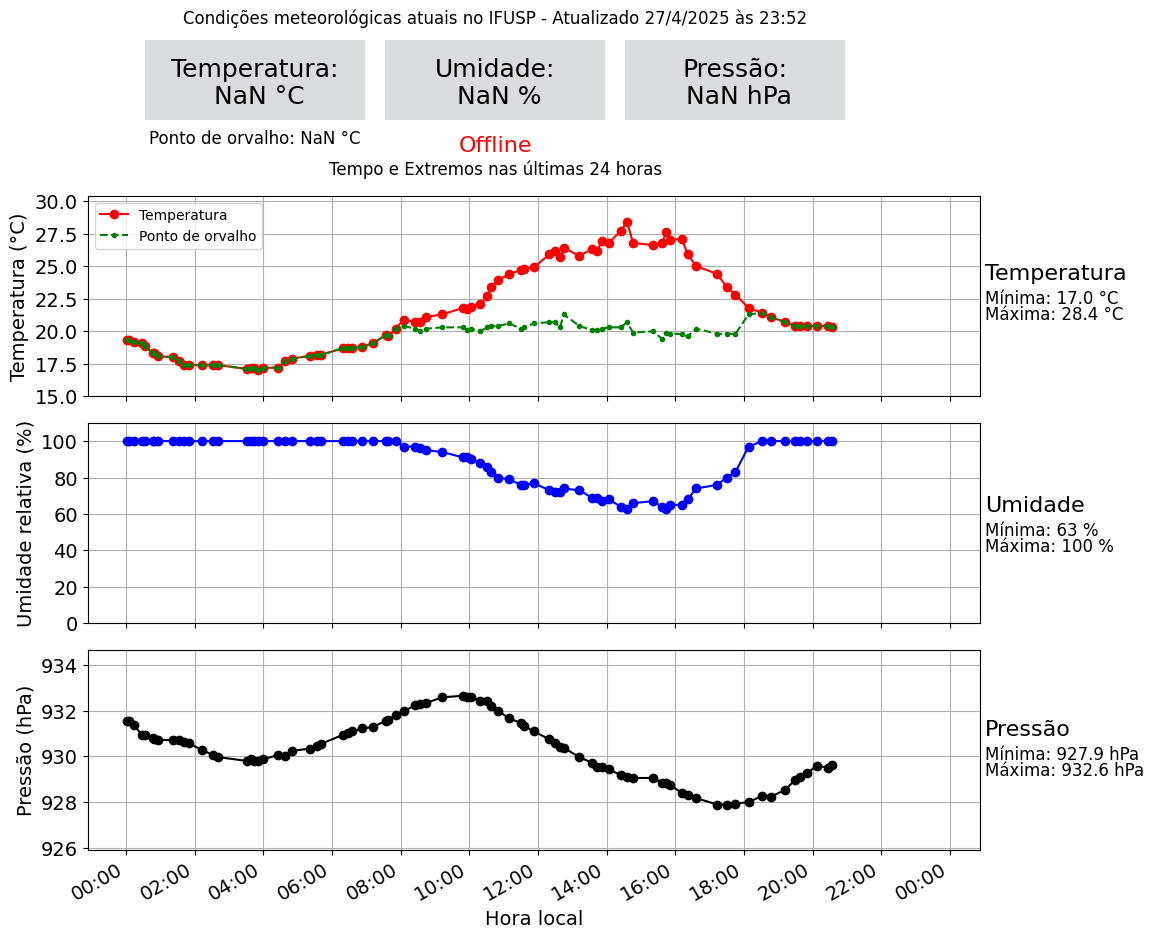 Condições meteorológicas atuais no IFUSP - Atualizado 27/4/2025 às 23:52
Temperatura:
NaN °C
Umidade:
NaN %
Pressão:
NaN hPa
Ponto de orvalho: NaN °C
Offline
Tempo e Extremos nas últimas 24 horas
Temperatura (°C)
30.0
27.5
25.0
22.5
20.0
17.5
15.0
Temperatura
Ponto de orvalho
Temperatura
Mínima: 17.0 °C
Máxima: 28.4 °C
Umidade relativa (%)
100
80
60
40
20
0
Umidade
Mínima: 63 %
Máxima: 100 %
Pressão (hPa)
934
932
930
928
926
Pressão
Mínima: 927.9 hPa
Máxima: 932.6 hPa
00:00
02:00
04:00
06:00
08:00
10:00
12:00
14:00
16:00
18:00
20:00
22:00
00:00
Hora local